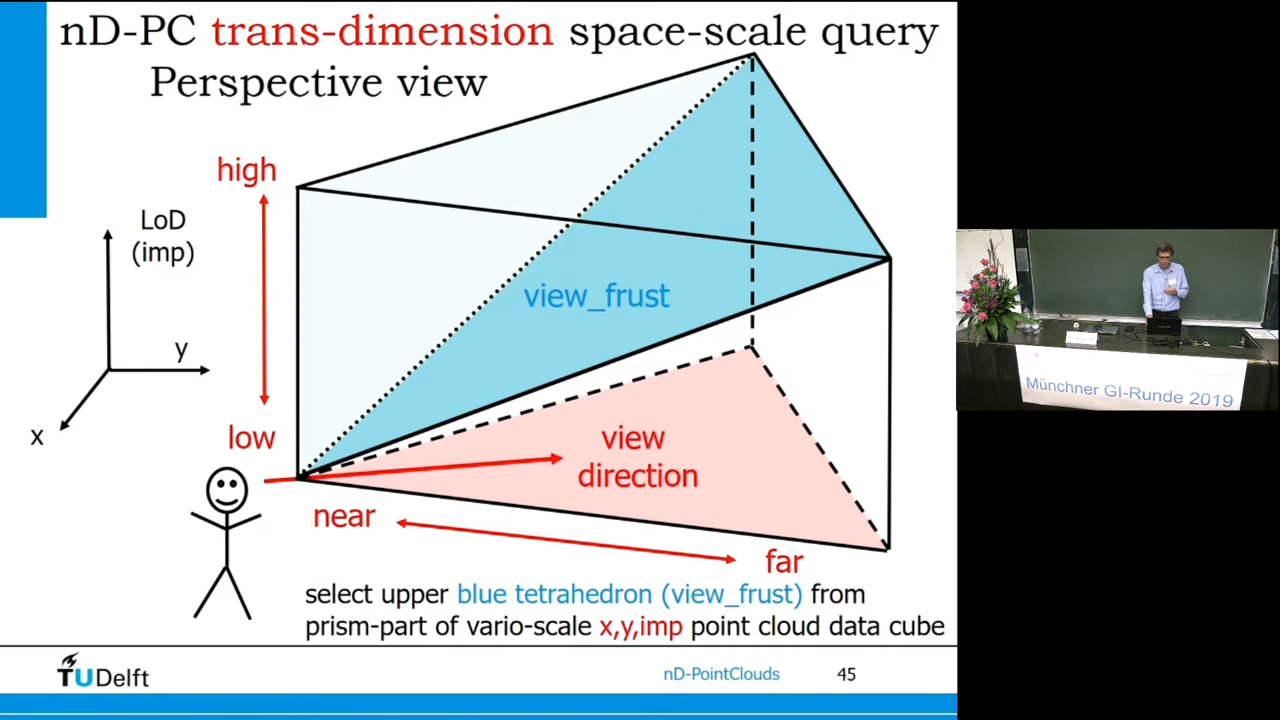 nD-PC trans-dimension space-scale query
Perspective view
high
LoD
(imp)
y
x
low
view_frust
view
direction
near
far
select upper blue tetrahedron (view_frust) from
prism-part of vario-scale x,y,imp point cloud data cube
TUDelft
nD-PointClouds
45
Münchner GI-Runde 2019